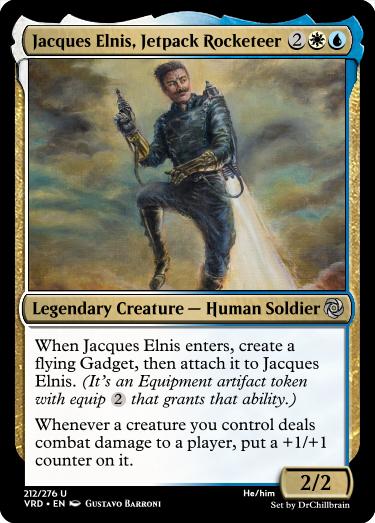 Jacques Elnis, Jetpack Rocketeer 2
Legendary Creature — Human Soldier
When Jacques Elnis enters, create a
flying Gadget, then attach it to Jacques
Elnis. (It's an Equipment artifact token
with equip 2 that grants that ability.)
Whenever a creature you control deals
combat damage to a player, put a +1/+1
counter on it.
2/2
212/276 U He/him
VRD • EN Gustavo Barroni Set by DrChillbrain